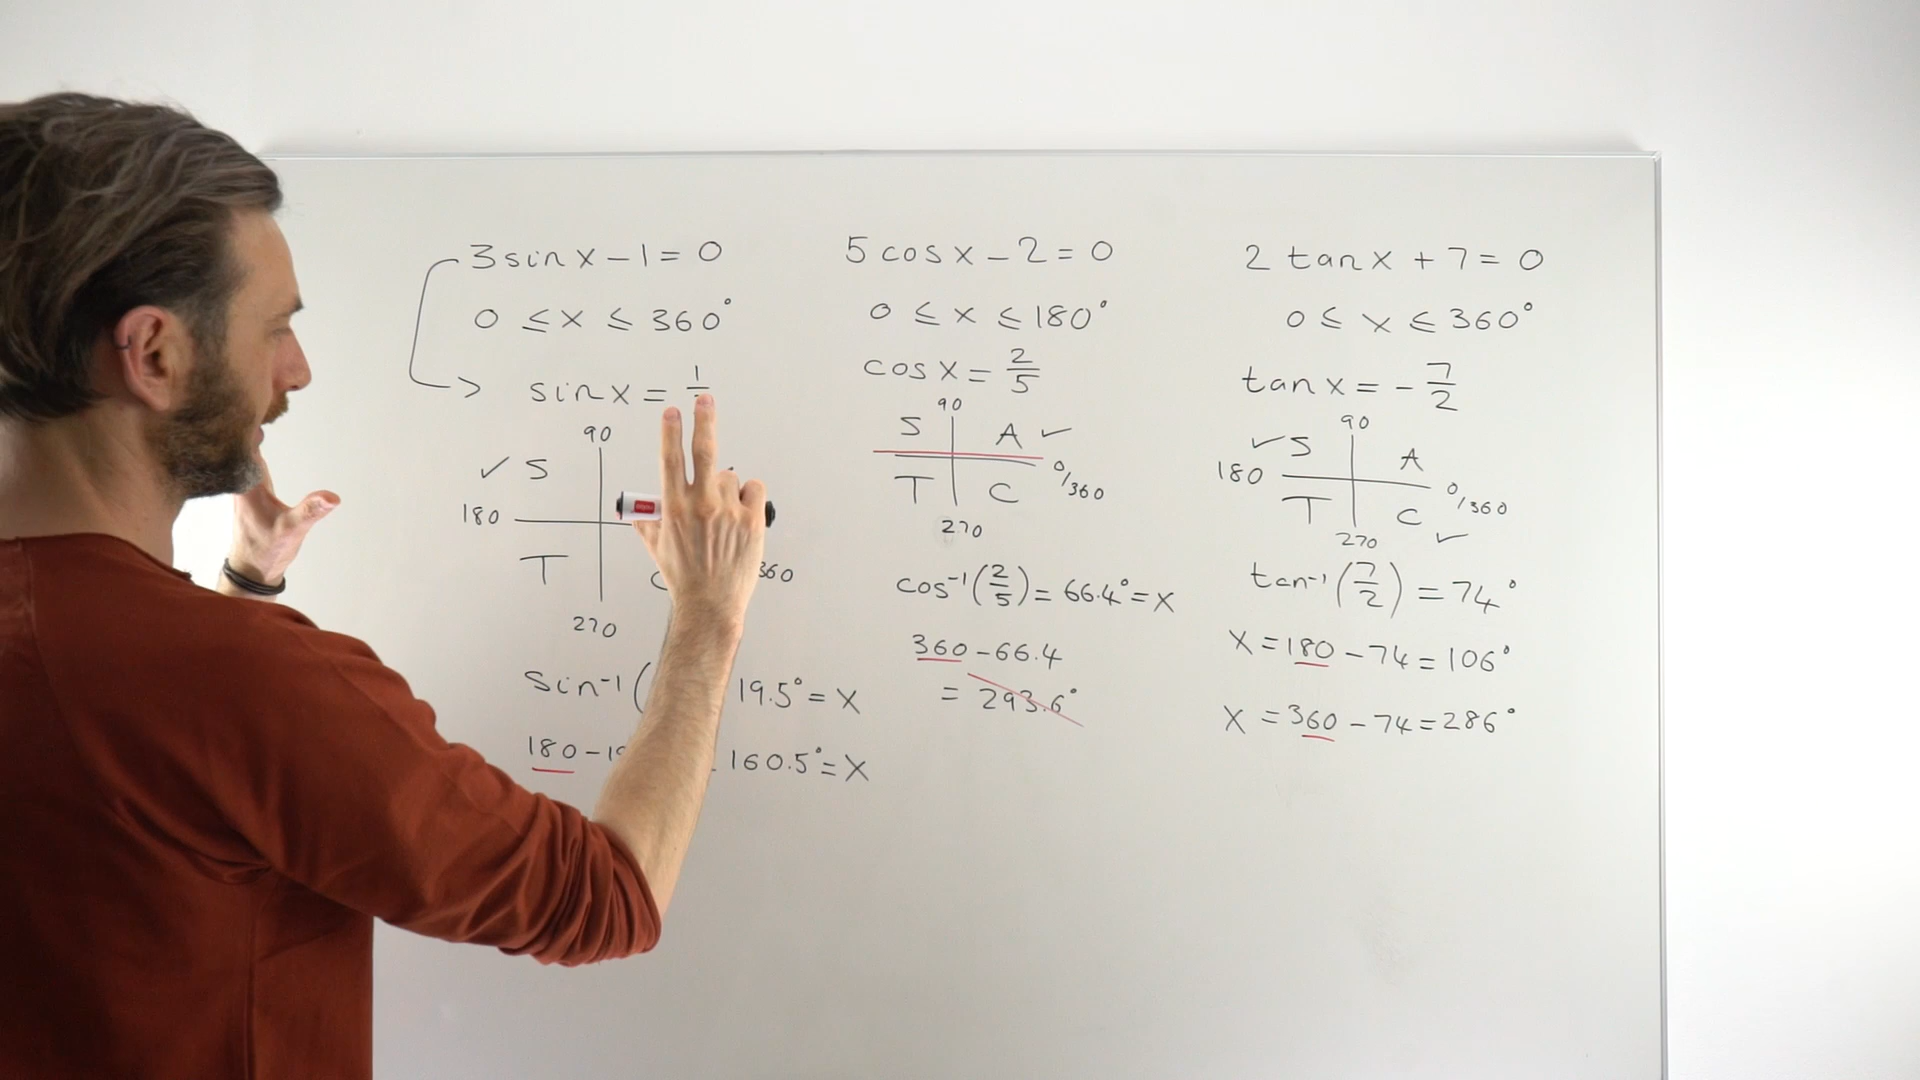 3 sin x − 1 = 0
0 ≤ x ≤ 360°
sin x = 1
90
✓ S
180
T
360
270
Sin⁻¹ (
19.5° = x
180 − 1
160.5° = x
5 cos x − 2 = 0
0 ≤ x ≤ 180°
cos x = 2/5
90
S A ✓
T C 0/360
270
cos⁻¹ (2/5) = 66.4° = x
360 − 66.4
= 293.6°
2 tan x + 7 = 0
0 ≤ x ≤ 360°
tan x = − 7/2
90
✓ S A
180
T C 0/360
270 ✓
tan⁻¹ (7/2) = 74°
x = 180 − 74 = 106°
x = 360 − 74 = 286°